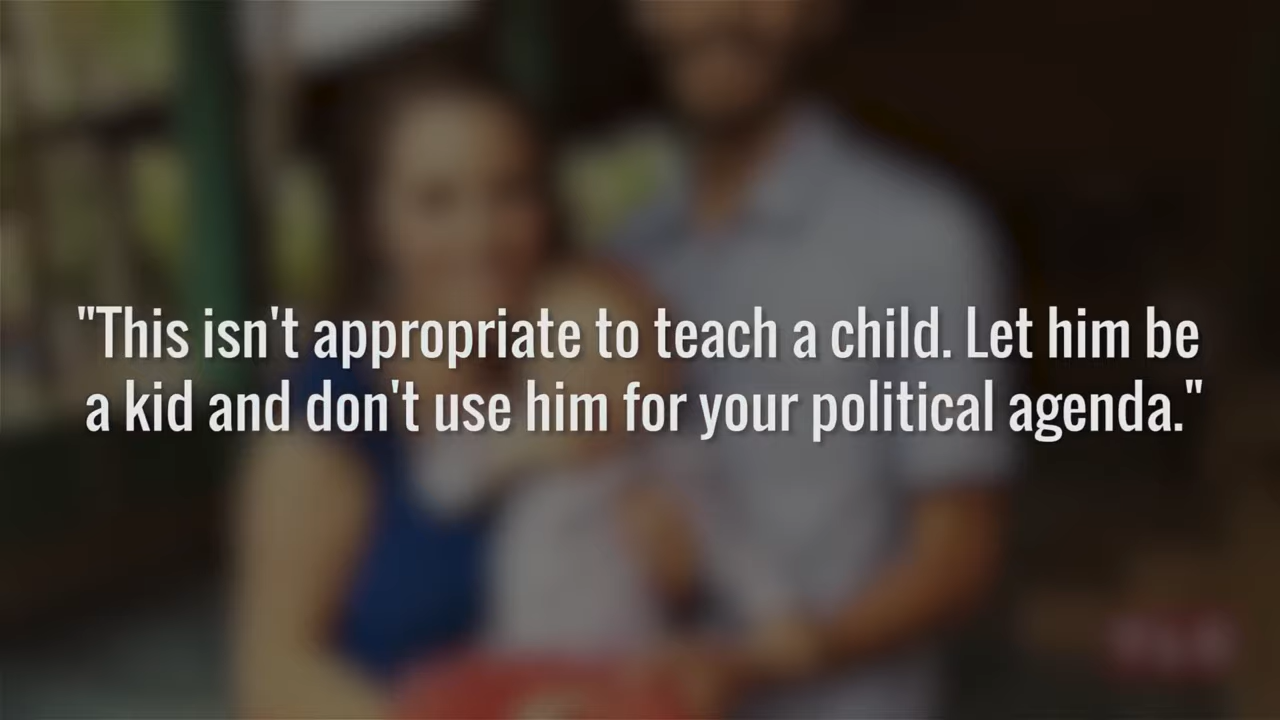 "This isn't appropriate to teach a child. Let him be
a kid and don't use him for your political agenda."